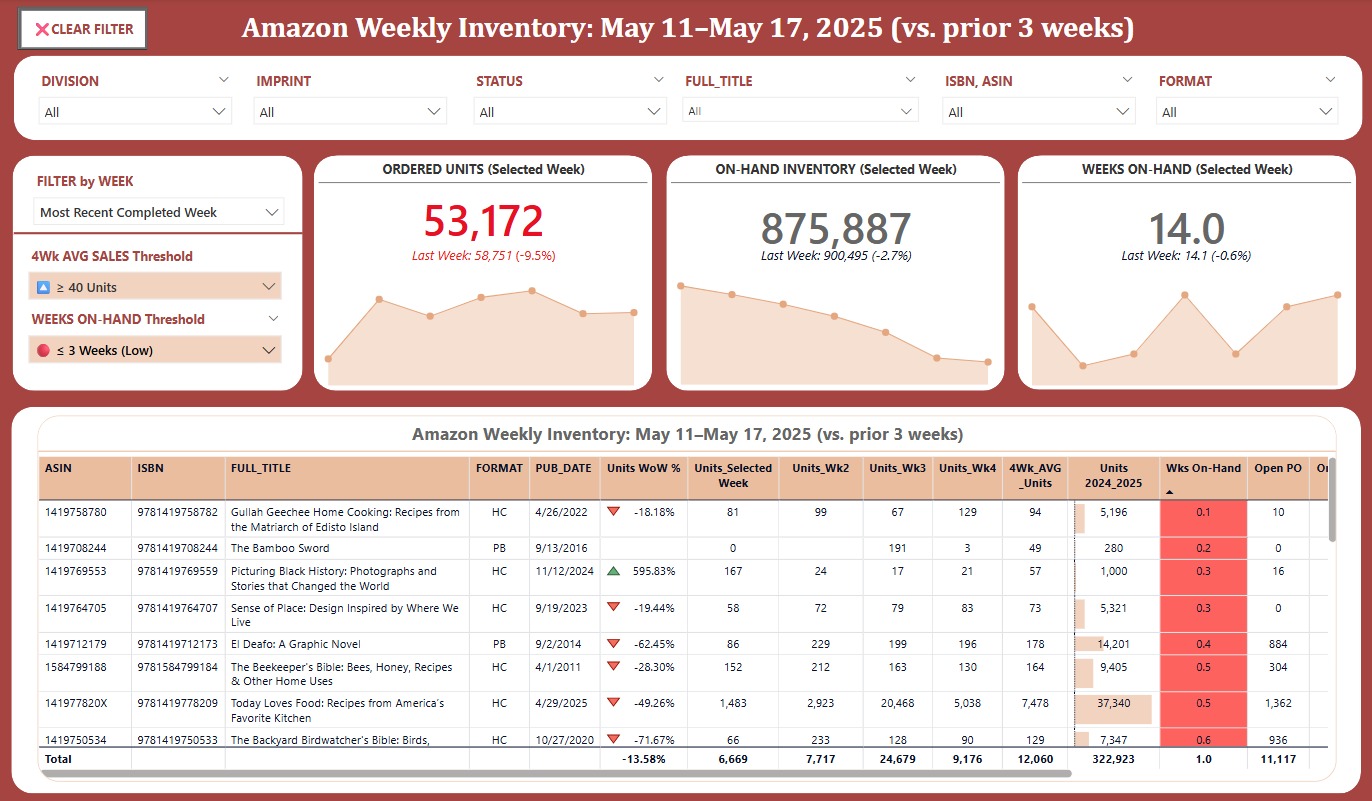 ❌CLEAR FILTER
Amazon Weekly Inventory: May 11–May 17, 2025 (vs. prior 3 weeks)
DIVISION
All
IMPRINT
All
STATUS
All
FULL_TITLE
All
ISBN, ASIN
All
FORMAT
All
FILTER by WEEK
Most Recent Completed Week
4Wk AVG SALES Threshold
🔼 ≥ 40 Units
WEEKS ON-HAND Threshold
🔴 ≤ 3 Weeks (Low)
ORDERED UNITS (Selected Week)
53,172
Last Week: 58,751 (-9.5%)
ON-HAND INVENTORY (Selected Week)
875,887
Last Week: 900,495 (-2.7%)
WEEKS ON-HAND (Selected Week)
14.0
Last Week: 14.1 (-0.6%)
Amazon Weekly Inventory: May 11–May 17, 2025 (vs. prior 3 weeks)
ASIN ISBN FULL_TITLE FORMAT PUB_DATE Units WoW % Units_Selected Units_Wk2 Units_Wk3 Units_Wk4 4Wk_AVG Units Wks On-Hand Open PO
Week _Units 2024_2025
1419758780 9781419758782 Gullah Geechee Home Cooking: Recipes from HC 4/26/2022 -18.18% 81 99 67 129 94 5,196 0.1 10
the Matriarch of Edisto Island
1419708244 9781419708244 The Bamboo Sword PB 9/13/2016 0 191 3 49 280 0.2 0
1419769553 9781419769559 Picturing Black History: Photographs and HC 11/12/2024 595.83% 167 24 17 21 57 1,000 0.3 16
Stories that Changed the World
1419764705 9781419764707 Sense of Place: Design Inspired by Where We HC 9/19/2023 -19.44% 58 72 79 83 73 5,321 0.3 0
Live
1419712179 9781419712173 El Deafo: A Graphic Novel PB 9/2/2014 -62.45% 86 229 199 196 178 14,201 0.4 884
1584799188 9781584799184 The Beekeeper's Bible: Bees, Honey, Recipes HC 4/1/2011 -28.30% 152 212 163 130 164 9,405 0.5 304
& Other Home Uses
141977820X 9781419778209 Today Loves Food: Recipes from America's HC 4/29/2025 -49.26% 1,483 2,923 20,468 5,038 7,478 37,340 0.5 1,362
Favorite Kitchen
1419750534 9781419750533 The Backyard Birdwatcher's Bible: Birds, HC 10/27/2020 -71.67% 66 233 128 90 129 7,347 0.6 936
Total -13.58% 6,669 7,717 24,679 9,176 12,060 322,923 1.0 11,117